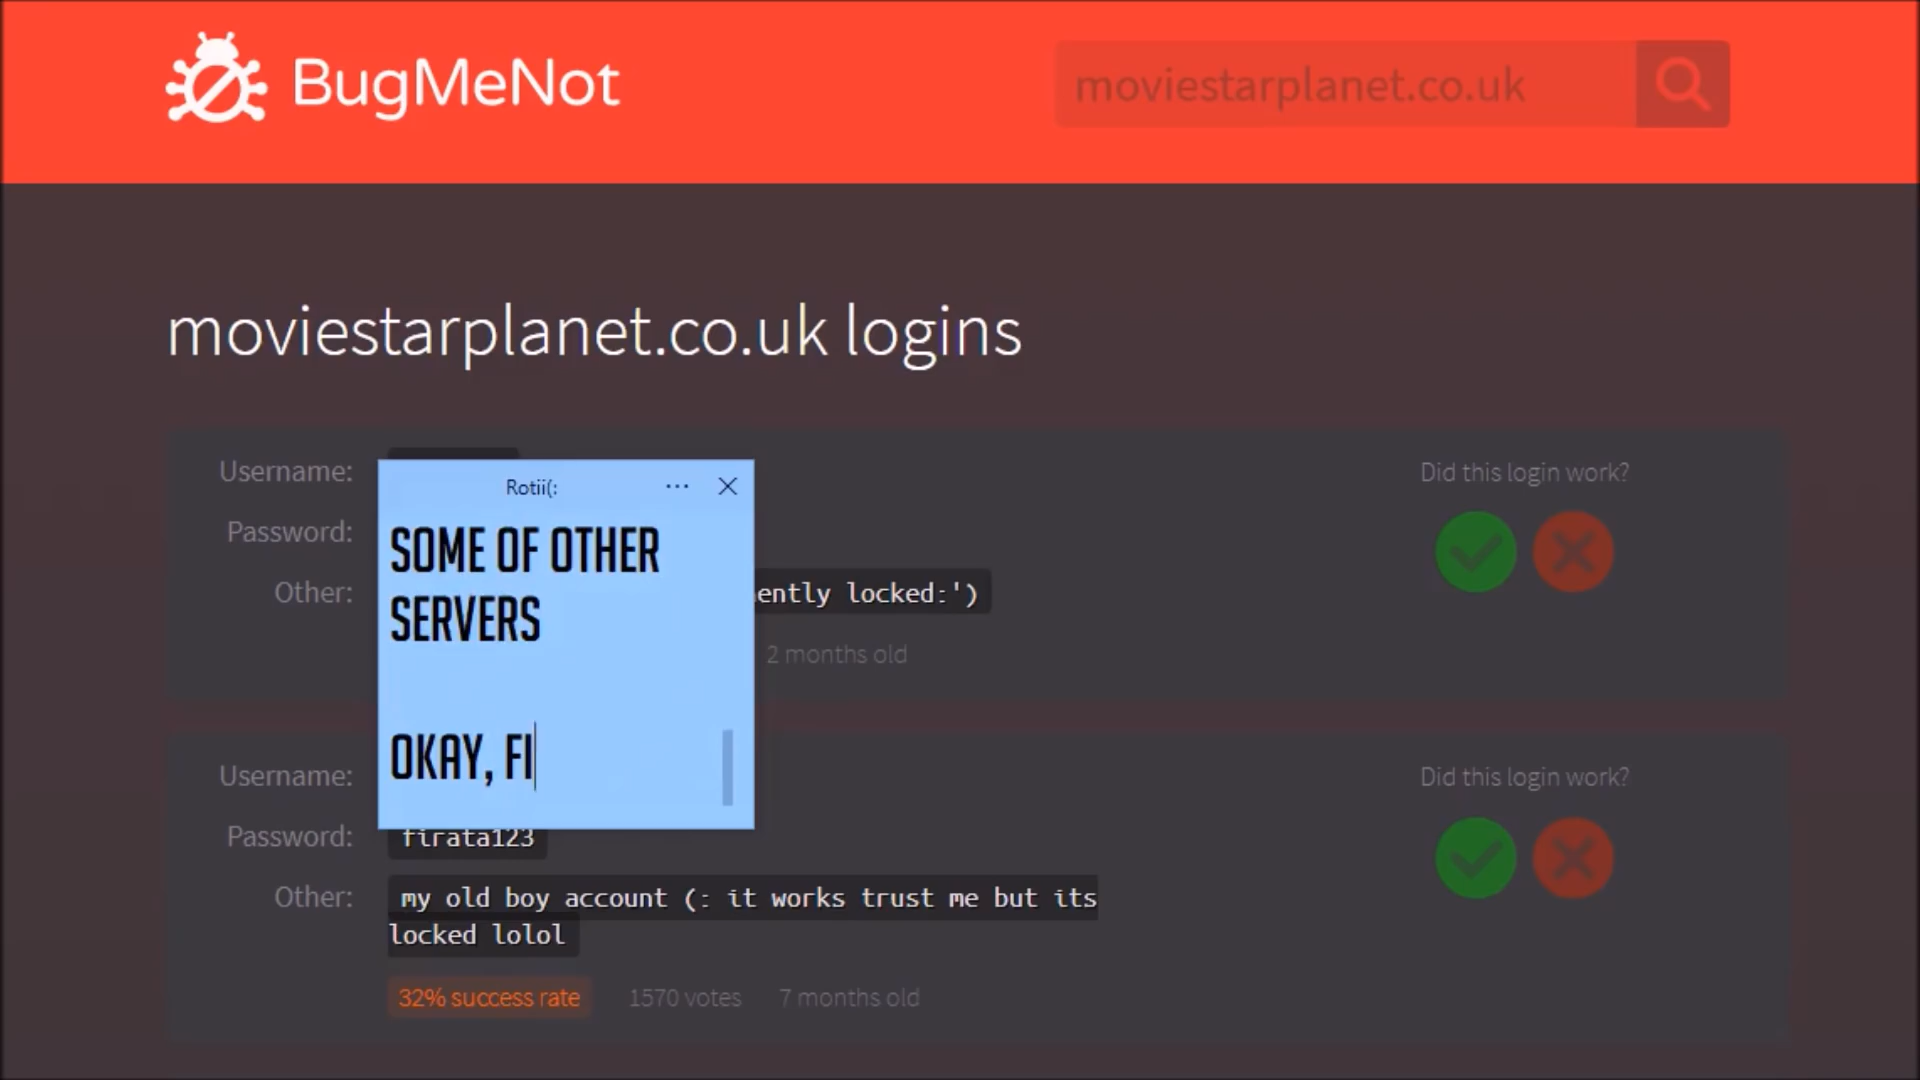 BugMeNot
moviestarplanet.co.uk
moviestarplanet.co.uk logins
Username:
Did this login work?
Password:
Other:
ently locked:')
2 months old
Rotii(:
SOME OF OTHER
SERVERS
OKAY, FI
Username:
Did this login work?
Password:
firata123
Other:
my old boy account (: it works trust me but its
locked lolol
32% success rate
1570 votes
7 months old